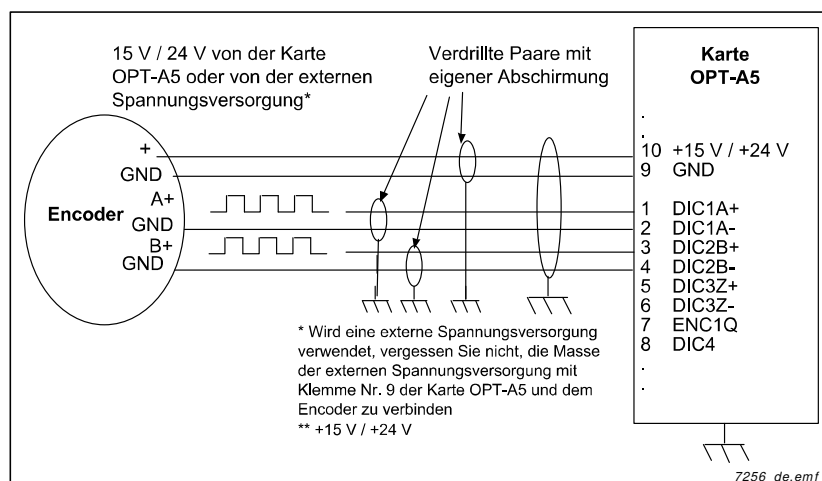 15 V / 24 V von der Karte
OPT-A5 oder von der externen
Spannungsversorgung*
Verdrillte Paare mit
eigener Abschirmung
Karte
OPT-A5
.
.
10 +15 V / +24 V
9 GND
1 DIC1A+
2 DIC1A-
3 DIC2B+
4 DIC2B-
5 DIC3Z+
6 DIC3Z-
7 ENC1Q
8 DIC4
.
.
Encoder
+
GND
A+
GND
B+
GND
* Wird eine externe Spannungsversorgung
verwendet, vergessen Sie nicht, die Masse
der externen Spannungsversorgung mit
Klemme Nr. 9 der Karte OPT-A5 und dem
Encoder zu verbinden
** +15 V / +24 V
7256_de.emf